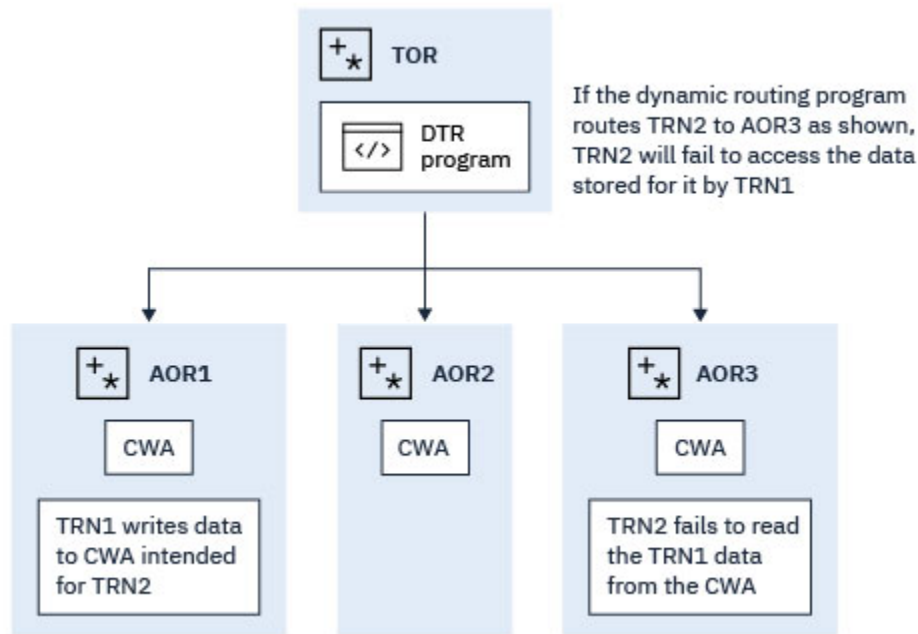 TOR
</>
DTR
program
If the dynamic routing program
routes TRN2 to AOR3 as shown,
TRN2 will fail to access the data
stored for it by TRN1
AOR1
CWA
TRN1 writes data
to CWA intended
for TRN2
AOR2
CWA
AOR3
CWA
TRN2 fails to read
the TRN1 data
from the CWA